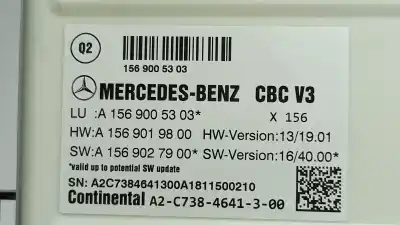 Q2
156 900 53 03
MERCEDES-BENZ CBC V3
LU :A 156 900 53 03* X 156
HW:A 156 901 98 00 HW-Version:13/19.01
SW:A 156 902 79 00* SW-Version:16/40.00*
*valid up to potential SW update
SN: A2C7384641300A1811500210
Continental A2-C738-4641-3-00